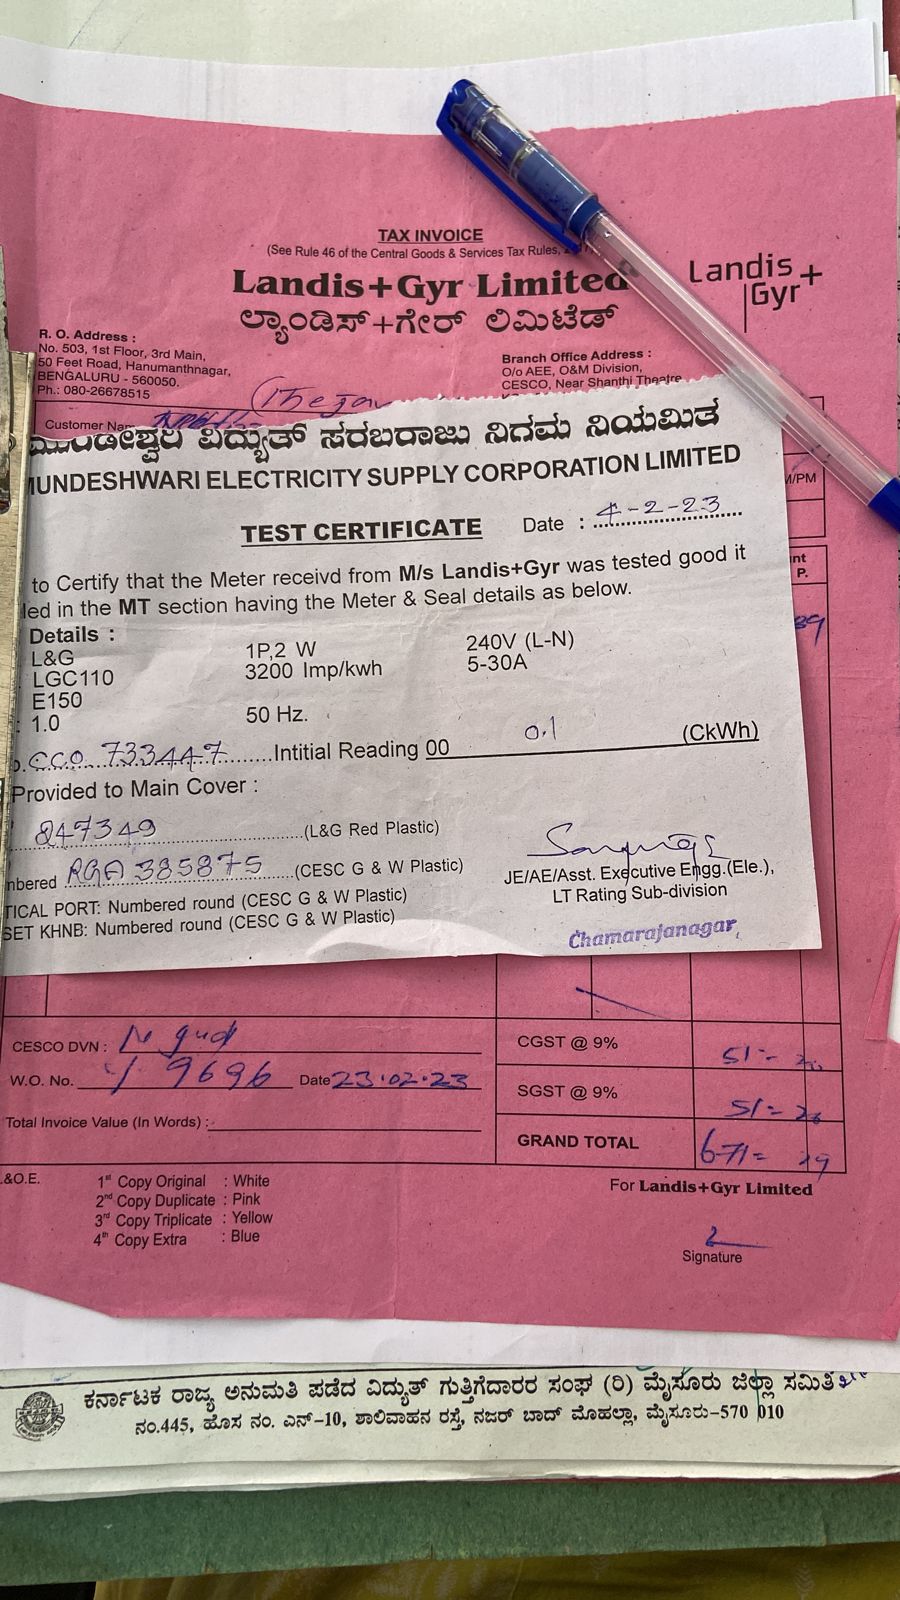 TAX INVOICE
(See Rule 46 of the Central Goods & Services Tax Rules,
Landis+Gyr Limited
ಲ್ಯಾಂಡಿಸ್+ಗೇರ್ ಲಿಮಿಟೆಡ್
Landis+Gyr
R. O. Address :
No. 503, 1st Floor, 3rd Main,
50 Feet Road, Hanumanthnagar,
BENGALURU - 560050.
Ph.: 080-26678515
Branch Office Address :
O/o AEE, O&M Division,
CESCO, Near Shanthi Theatre
Customer
M/PM
P.
ವಿದ್ಯುತ್ ಸರಬರಾಜು ನಿಗಮ ನಿಯಮಿತ
MUNDESHWARI ELECTRICITY SUPPLY CORPORATION LIMITED
TEST CERTIFICATE Date : 4-2-23
to Certify that the Meter receivd from M/s Landis+Gyr was tested good it
led in the MT section having the Meter & Seal details as below.
Details :
L&G 1P,2 W 240V (L-N)
LGC110 3200 Imp/kwh 5-30A
E150
1.0 50 Hz.
CCO 733447 Intitial Reading 00 0.1 (CkWh)
Provided to Main Cover :
847349 (L&G Red Plastic)
nbered RGA 385875 (CESC G & W Plastic)
TICAL PORT: Numbered round (CESC G & W Plastic)
SET KHNB: Numbered round (CESC G & W Plastic)
JE/AE/Asst. Executive Engg.(Ele.),
LT Rating Sub-division
Chamarajanagar
CESCO DVN : N gud
W.O. No. 9696 Date 23.02.23
Total Invoice Value (In Words) :
CGST @ 9% 51=
SGST @ 9% 51=
GRAND TOTAL 671=
&O.E.
1st Copy Original : White
2nd Copy Duplicate : Pink
3rd Copy Triplicate : Yellow
4th Copy Extra : Blue
For Landis+Gyr Limited
Signature
ಕರ್ನಾಟಕ ರಾಜ್ಯ ಅನುಮತಿ ಪಡೆದ ವಿದ್ಯುತ್ ಗುತ್ತಿಗೆದಾರರ ಸಂಘ (ರಿ) ಮೈಸೂರು ಜಿಲ್ಲಾ ಸಮಿತಿ
ನಂ.445, ಹೊಸ ನಂ. ಎನ್-10, ಶಾಲಿವಾಹನ ರಸ್ತೆ, ನಜರ್ ಬಾದ್ ಮೊಹಲ್ಲಾ, ಮೈಸೂರು-570 010